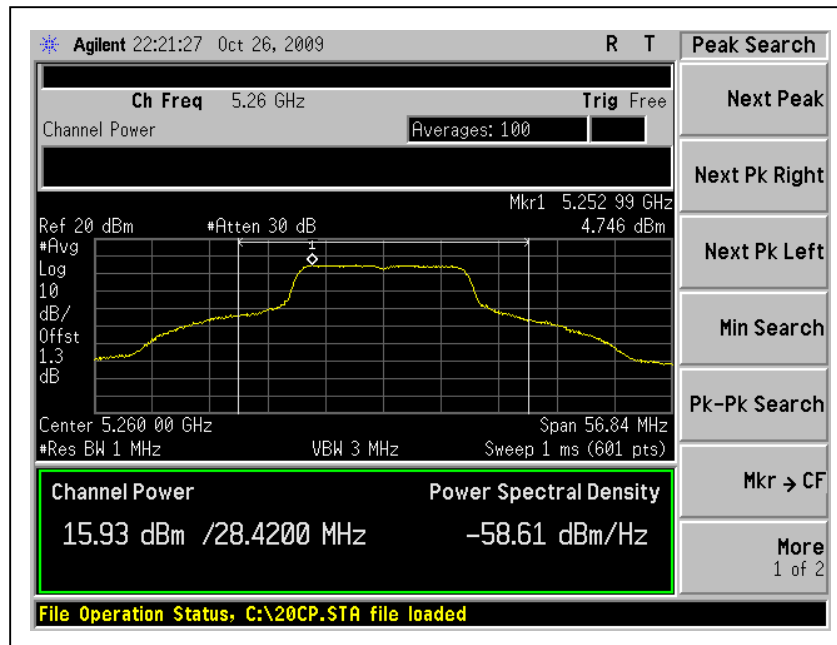 Agilent 22:21:27 Oct 26, 2009 R T
Peak Search
Ch Freq 5.26 GHz Trig Free
Channel Power Averages: 100
Mkr1 5.252 99 GHz
Ref 20 dBm #Atten 30 dB 4.746 dBm
#Avg
Log
10
dB/
Offst
1.3
dB
1
Center 5.260 00 GHz Span 56.84 MHz
#Res BW 1 MHz VBW 3 MHz Sweep 1 ms (601 pts)
Channel Power Power Spectral Density
15.93 dBm /28.4200 MHz -58.61 dBm/Hz
File Operation Status, C:\20CP.STA file loaded
Next Peak
Next Pk Right
Next Pk Left
Min Search
Pk-Pk Search
Mkr → CF
More
1 of 2